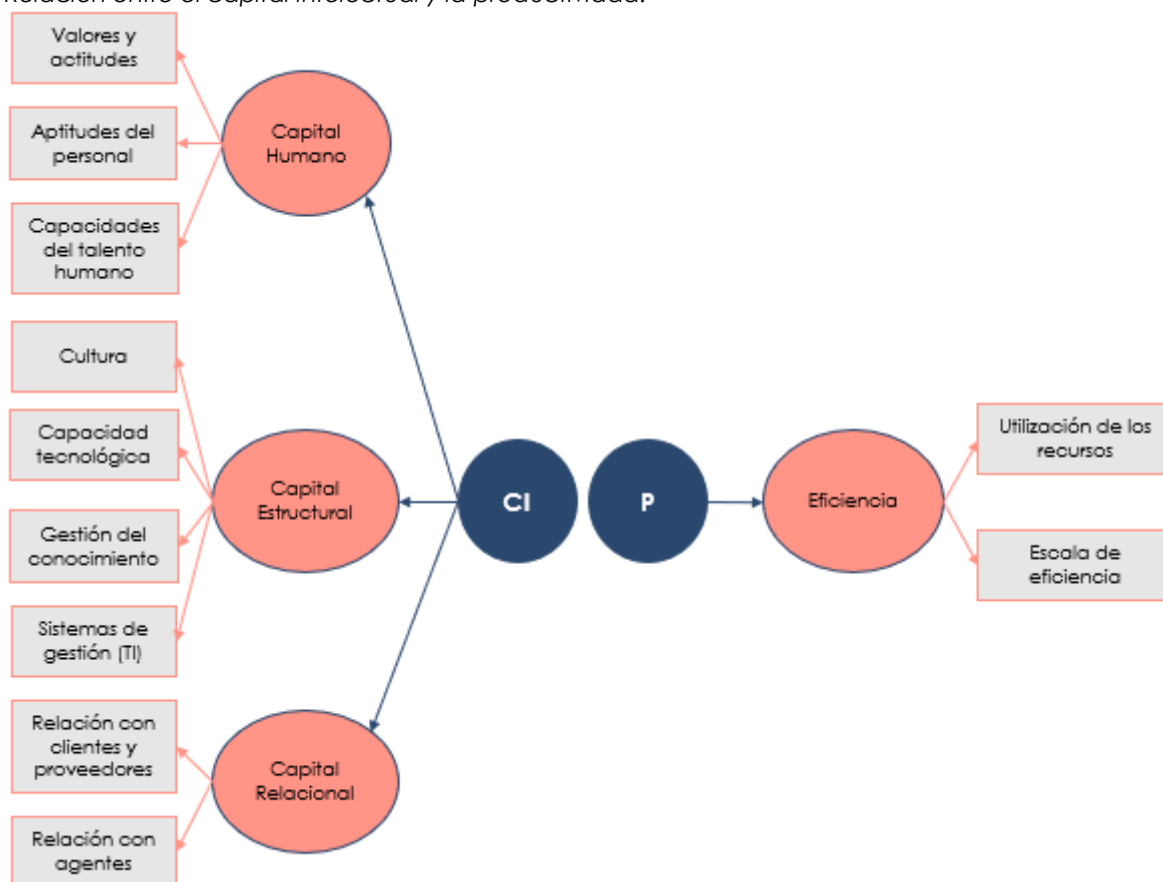 Relación entre el Capital Intelectual y la productividad.
Valores y
actitudes
Aptitudes del
personal
Capacidades
del talento
humano
Cultura
Capacidad
tecnológica
Gestión del
conocimiento
Sistemas de
gestión (TI)
Relación con
clientes y
proveedores
Relación con
agentes
Capital
Humano
Capital
Estructural
Capital
Relacional
CI
P
Eficiencia
Utilización de los
recursos
Escala de
eficiencia